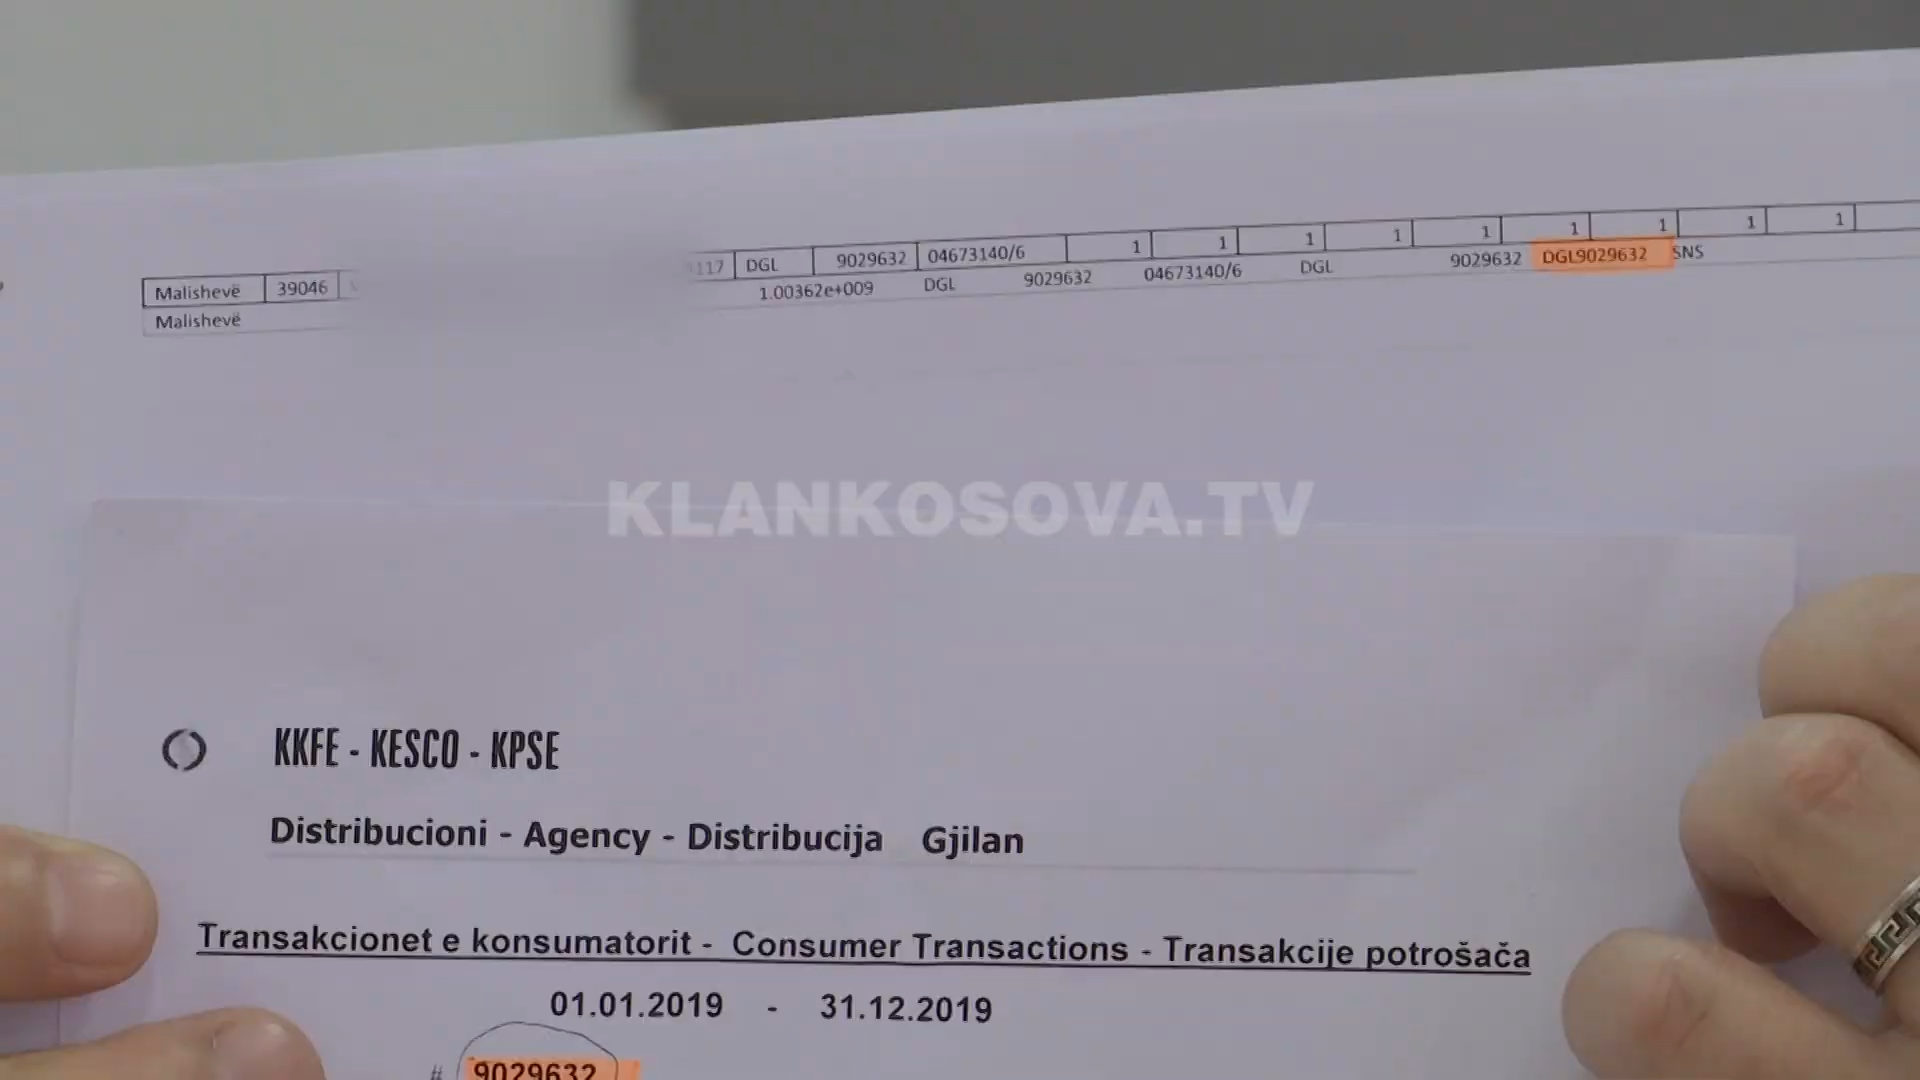 Malishevë 39046 117 DGL 9029632 04673140/6 1 1 1 1 1 1 1 1 1
Malishevë 1.00362e+009 DGL 9029632 04673140/6 DGL 9029632 DGL9029632 SNS
KLANKOSOVA.TV
KKFE - KESCO - KPSE
Distribucioni - Agency - Distribucija Gjilan
Transakcionet e konsumatorit - Consumer Transactions - Transakcije potrošača
01.01.2019 - 31.12.2019
# 9029632